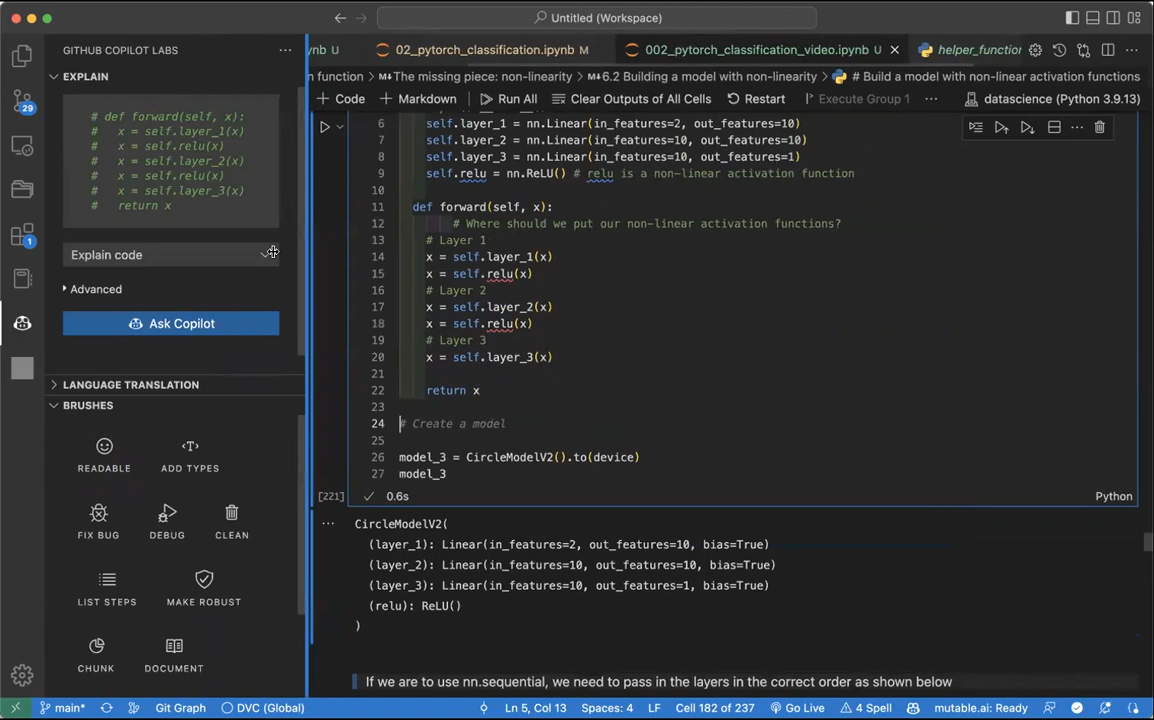 Untitled (Workspace)
GITHUB COPILOT LABS
ynb U
02_pytorch_classification.ipynb M
002_pytorch_classification_video.ipynb U
helper_function
EXPLAIN
n function
The missing piece: non-linearity
6.2 Building a model with non-linearity
# Build a model with non-linear activation functions
Code
Markdown
Run All
Clear Outputs of All Cells
Restart
Execute Group 1
datascience (Python 3.9.13)
# def forward(self, x):
# x = self.layer_1(x)
# x = self.relu(x)
# x = self.layer_2(x)
# x = self.relu(x)
# x = self.layer_3(x)
# return x
Explain code
Advanced
Ask Copilot
LANGUAGE TRANSLATION
BRUSHES
READABLE
ADD TYPES
FIX BUG
DEBUG
CLEAN
LIST STEPS
MAKE ROBUST
CHUNK
DOCUMENT
29
1
6 self.layer_1 = nn.Linear(in_features=2, out_features=10)
7 self.layer_2 = nn.Linear(in_features=10, out_features=10)
8 self.layer_3 = nn.Linear(in_features=10, out_features=1)
9 self.relu = nn.ReLU() # relu is a non-linear activation function
10
11 def forward(self, x):
12 # Where should we put our non-linear activation functions?
13 # Layer 1
14 x = self.layer_1(x)
15 x = self.relu(x)
16 # Layer 2
17 x = self.layer_2(x)
18 x = self.relu(x)
19 # Layer 3
20 x = self.layer_3(x)
21
22 return x
23
24 # Create a model
25
26 model_3 = CircleModelV2().to(device)
27 model_3
[221]
0.6s
Python
CircleModelV2(
(layer_1): Linear(in_features=2, out_features=10, bias=True)
(layer_2): Linear(in_features=10, out_features=10, bias=True)
(layer_3): Linear(in_features=10, out_features=1, bias=True)
(relu): ReLU()
)
If we are to use nn.sequential, we need to pass in the layers in the correct order as shown below
main*
Git Graph
DVC (Global)
Ln 5, Col 13
Spaces: 4
LF
Cell 182 of 237
Go Live
4 Spell
mutable.ai: Ready